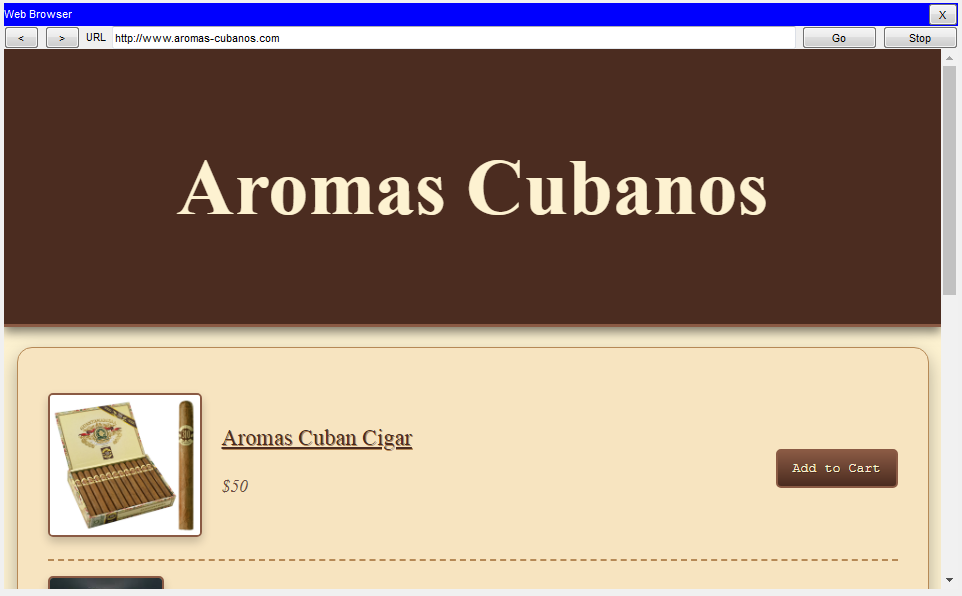 Web Browser X
< > URL http://www.aromas-cubanos.com Go Stop
Aromas Cubanos
Aromas Cuban Cigar
$50
Add to Cart